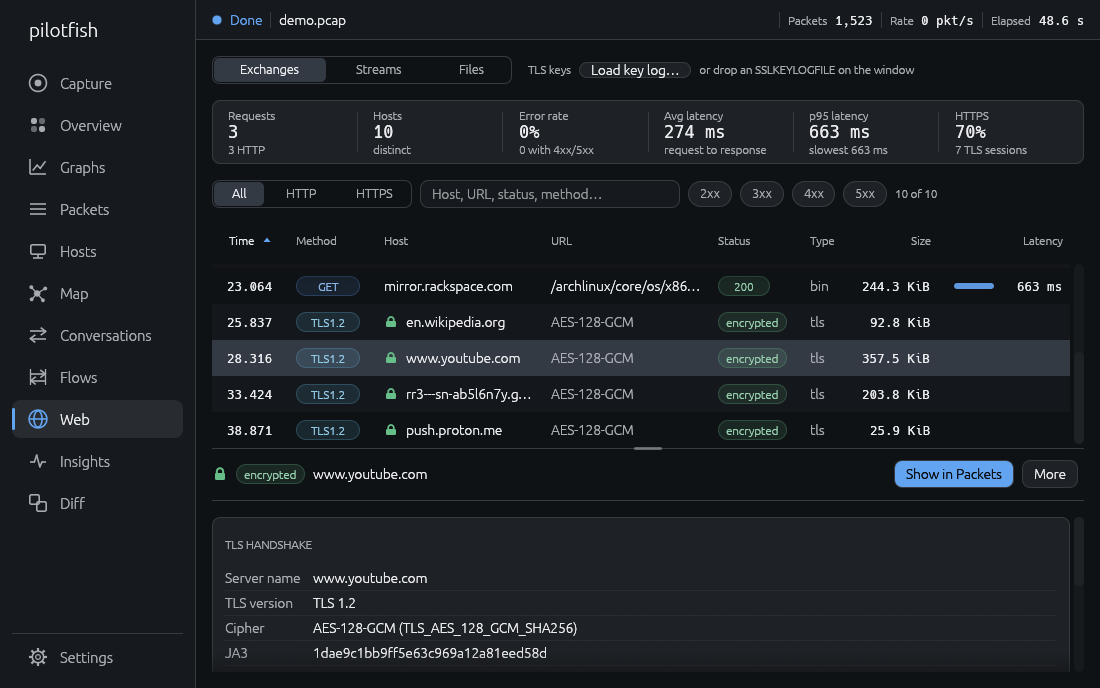 pilotfish
Capture
Overview
Graphs
Packets
Hosts
Map
Conversations
Flows
Web
Insights
Diff
Settings
Done demo.pcap Packets 1,523 Rate 0 pkt/s Elapsed 48.6 s
Exchanges Streams Files TLS keys Load key log… or drop an SSLKEYLOGFILE on the window
Requests Hosts Error rate Avg latency p95 latency HTTPS
3 10 0% 274 ms 663 ms 70%
3 HTTP distinct 0 with 4xx/5xx request to response slowest 663 ms 7 TLS sessions
All HTTP HTTPS Host, URL, status, method… 2xx 3xx 4xx 5xx 10 of 10
Time Method Host URL Status Type Size Latency
23.064 GET mirror.rackspace.com /archlinux/core/os/x86… 200 bin 244.3 KiB 663 ms
25.837 TLS1.2 en.wikipedia.org AES-128-GCM encrypted tls 92.8 KiB
28.316 TLS1.2 www.youtube.com AES-128-GCM encrypted tls 357.5 KiB
33.424 TLS1.2 rr3---sn-ab5l6n7y.g… AES-128-GCM encrypted tls 203.8 KiB
38.871 TLS1.2 push.proton.me AES-128-GCM encrypted tls 25.9 KiB
encrypted www.youtube.com Show in Packets More
TLS HANDSHAKE
Server name www.youtube.com
TLS version TLS 1.2
Cipher AES-128-GCM (TLS_AES_128_GCM_SHA256)
JA3 1dae9c1bb9ff5e63c969a12a81eed58d